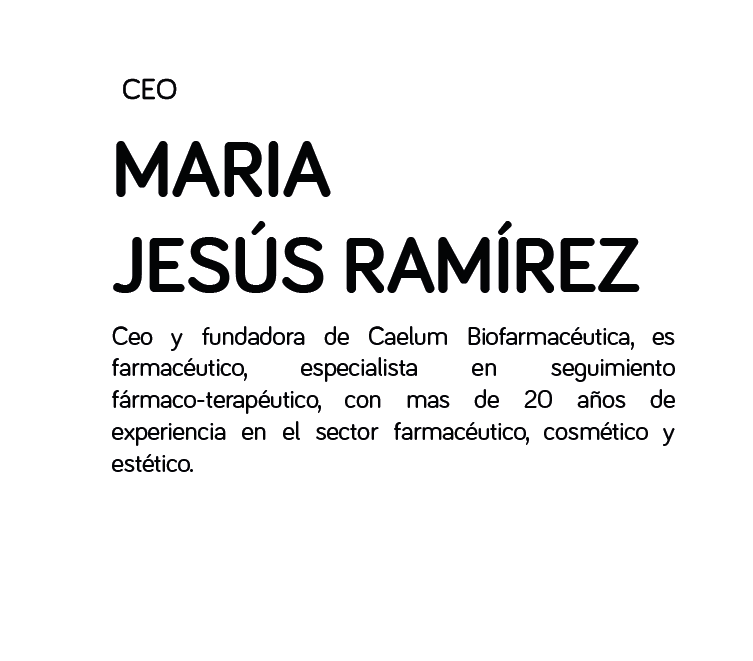 CEO
MARIA
JESÚS RAMÍREZ
Ceo y fundadora de Caelum Biofarmacéutica, es
farmacéutico, especialista en seguimiento
fármaco-terapéutico, con mas de 20 años de
experiencia en el sector farmacéutico, cosmético y
estético.